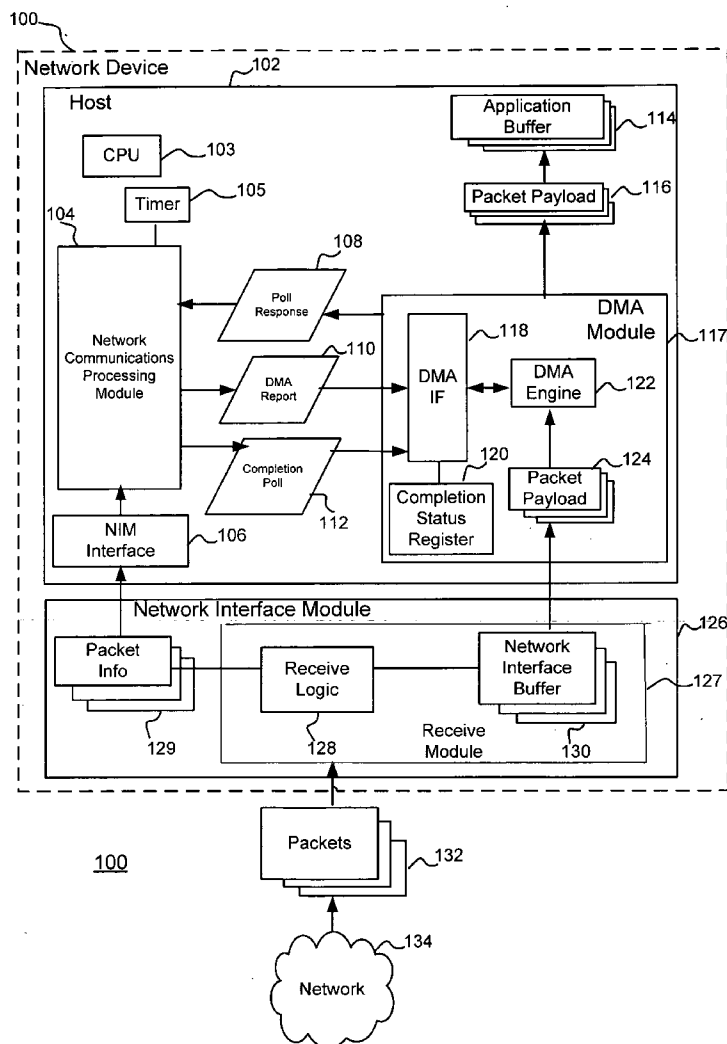 100
Network Device
102
Host
Application
Buffer
114
CPU
103
Timer
105
Packet Payload
116
104
108
Poll
Response
DMA
Module
117
Network
Communications
Processing
Module
110
DMA
Report
118
DMA
IF
DMA
Engine
122
Completion
Poll
112
120
Completion
Status
Register
124
Packet
Payload
NIM
Interface
106
Network Interface Module
126
Packet
Info
129
Receive
Logic
128
Network
Interface
Buffer
130
127
Receive
Module
100
Packets
132
134
Network